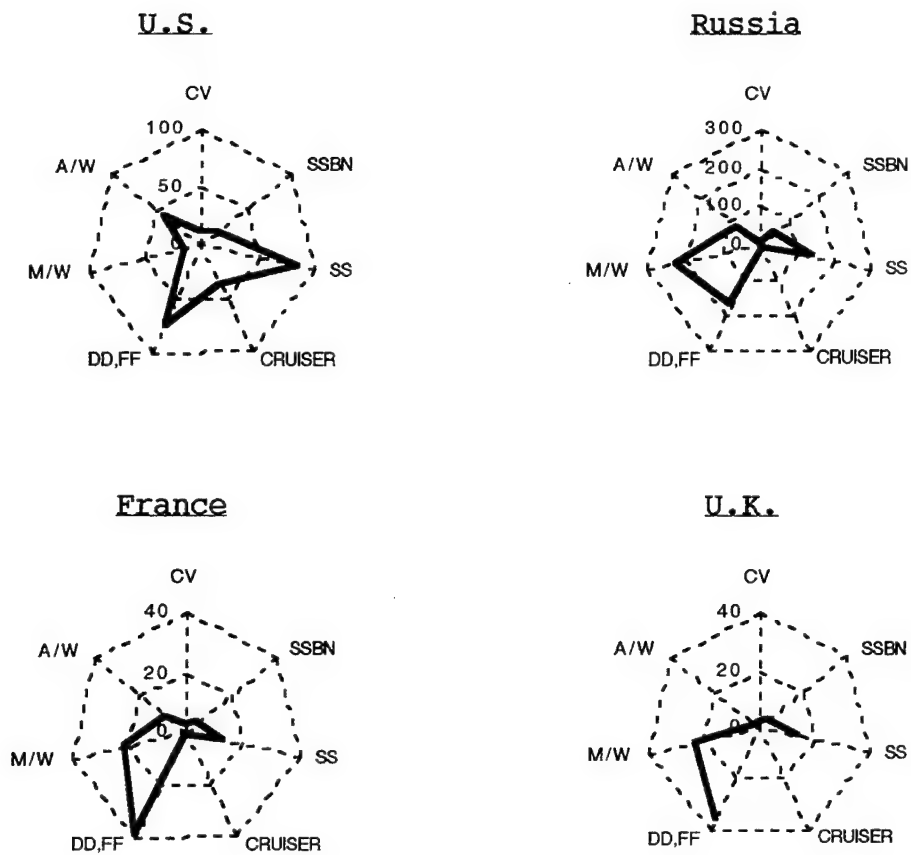 U.S.
CV
100
SSBN
A/W
50
0
M/W
SS
DD,FF
CRUISER
Russia
CV
300
SSBN
A/W
200
100
0
M/W
SS
DD,FF
CRUISER
France
CV
40
SSBN
A/W
20
0
M/W
SS
DD,FF
CRUISER
U.K.
CV
40
SSBN
A/W
20
0
M/W
SS
DD,FF
CRUISER